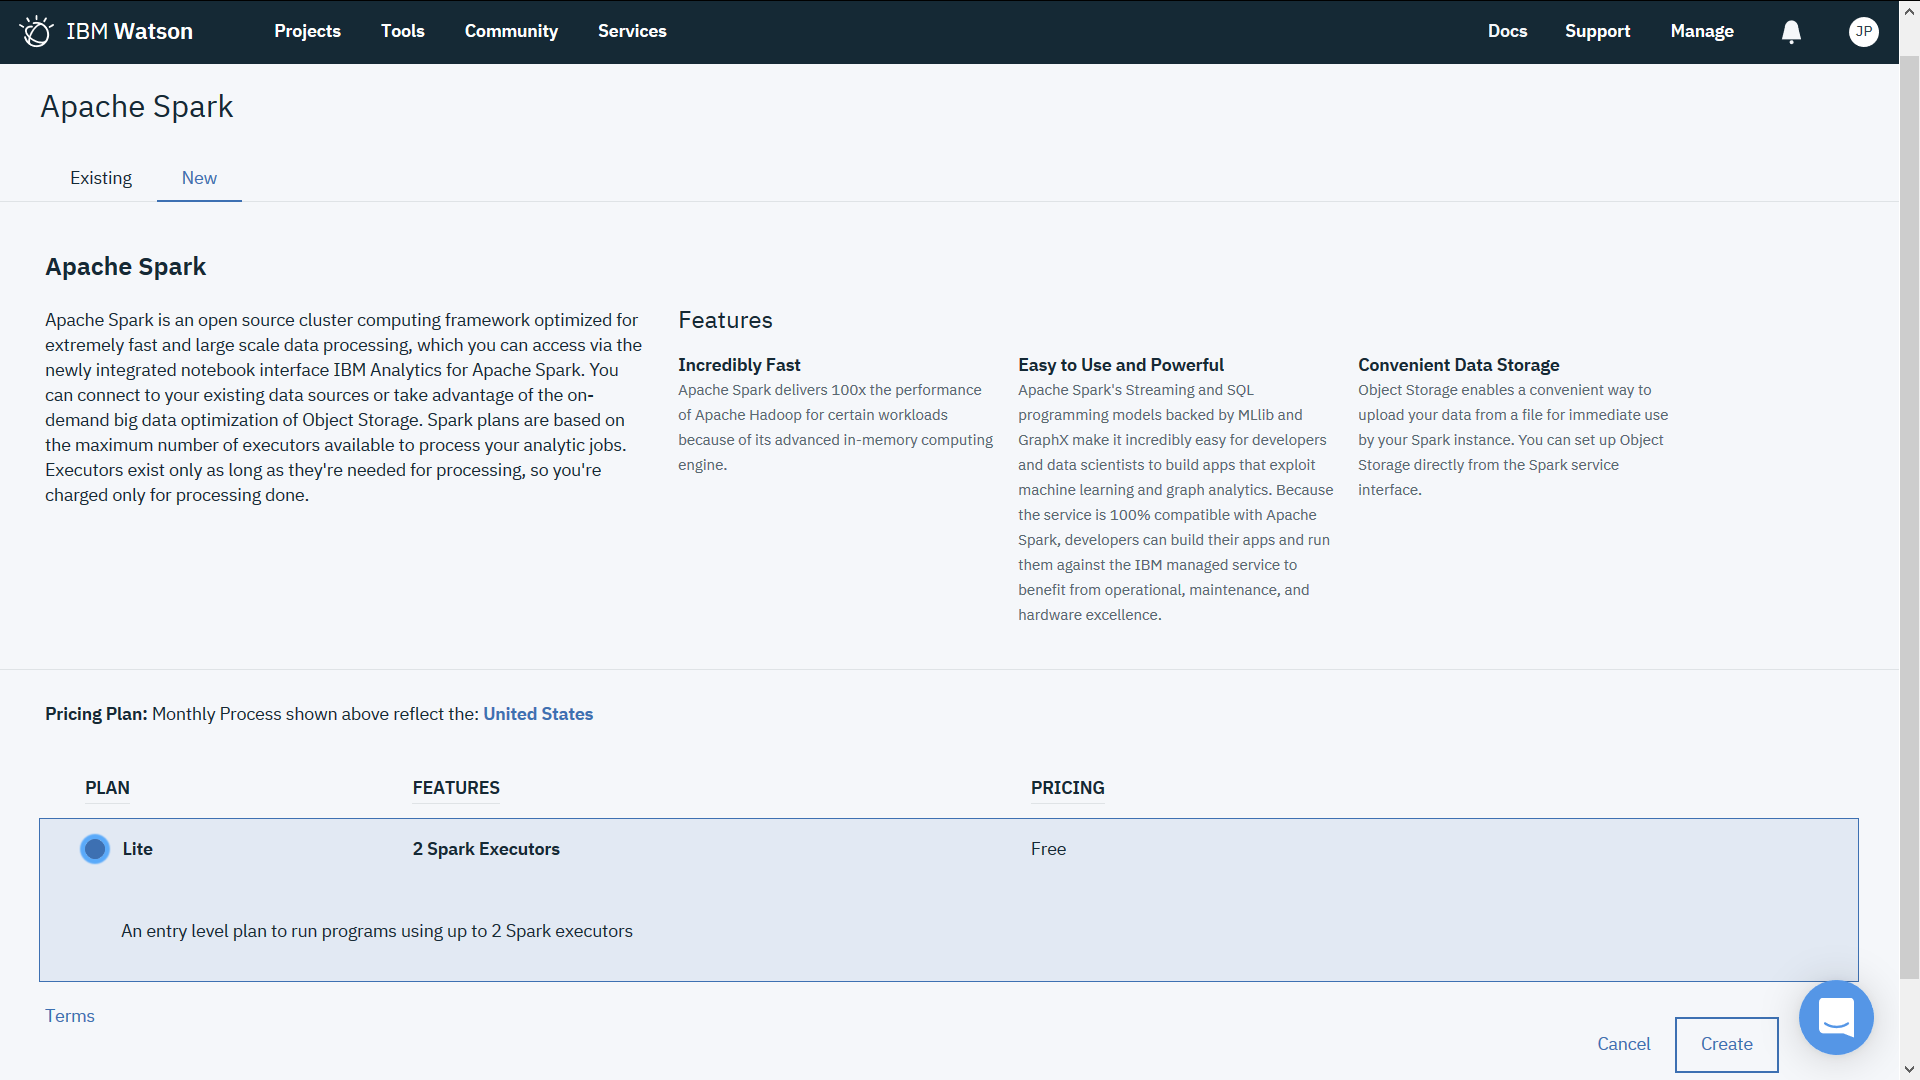 IBM Watson Projects Tools Community Services Docs Support Manage JP
Apache Spark
Existing New
Apache Spark
Apache Spark is an open source cluster computing framework optimized for
extremely fast and large scale data processing, which you can access via the
newly integrated notebook interface IBM Analytics for Apache Spark. You
can connect to your existing data sources or take advantage of the on-
demand big data optimization of Object Storage. Spark plans are based on
the maximum number of executors available to process your analytic jobs.
Executors exist only as long as they're needed for processing, so you're
charged only for processing done.
Features
Incredibly Fast
Apache Spark delivers 100x the performance
of Apache Hadoop for certain workloads
because of its advanced in-memory computing
engine.
Easy to Use and Powerful
Apache Spark's Streaming and SQL
programming models backed by MLlib and
GraphX make it incredibly easy for developers
and data scientists to build apps that exploit
machine learning and graph analytics. Because
the service is 100% compatible with Apache
Spark, developers can build their apps and run
them against the IBM managed service to
benefit from operational, maintenance, and
hardware excellence.
Convenient Data Storage
Object Storage enables a convenient way to
upload your data from a file for immediate use
by your Spark instance. You can set up Object
Storage directly from the Spark service
interface.
Pricing Plan: Monthly Process shown above reflect the: United States
PLAN FEATURES PRICING
Lite 2 Spark Executors Free
An entry level plan to run programs using up to 2 Spark executors
Terms
Cancel Create